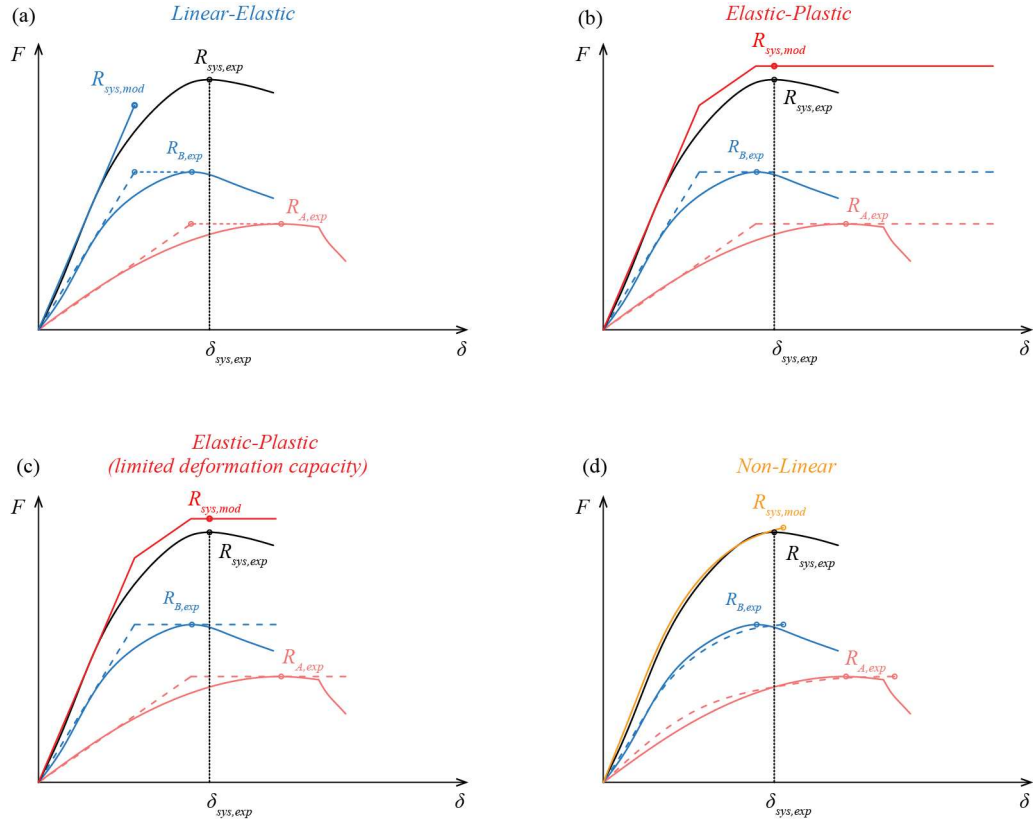 (a)
Linear-Elastic
F
R_sys,exp
R_sys,mod
R_B,exp
R_A,exp
δ_sys,exp
δ
(b)
Elastic-Plastic
R_sys,mod
F
R_sys,exp
R_B,exp
R_A,exp
δ_sys,exp
δ
(c)
Elastic-Plastic
(limited deformation capacity)
F
R_sys,mod
R_sys,exp
R_B,exp
R_A,exp
δ_sys,exp
δ
(d)
Non-Linear
F
R_sys,mod
R_sys,exp
R_B,exp
R_A,exp
δ_sys,exp
δ